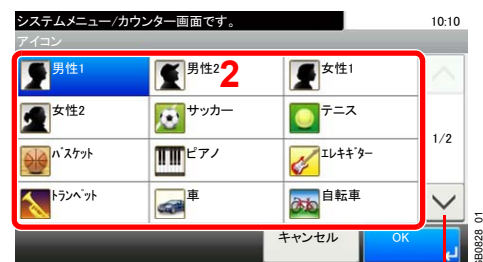 システムメニュー/カウンター画面です。 10:10
アイコン
男性1 男性2 女性1
2
女性2 サッカー テニス
1/2
バスケット ピアノ エレキギター
トランペット 車 自転車
キャンセル OK